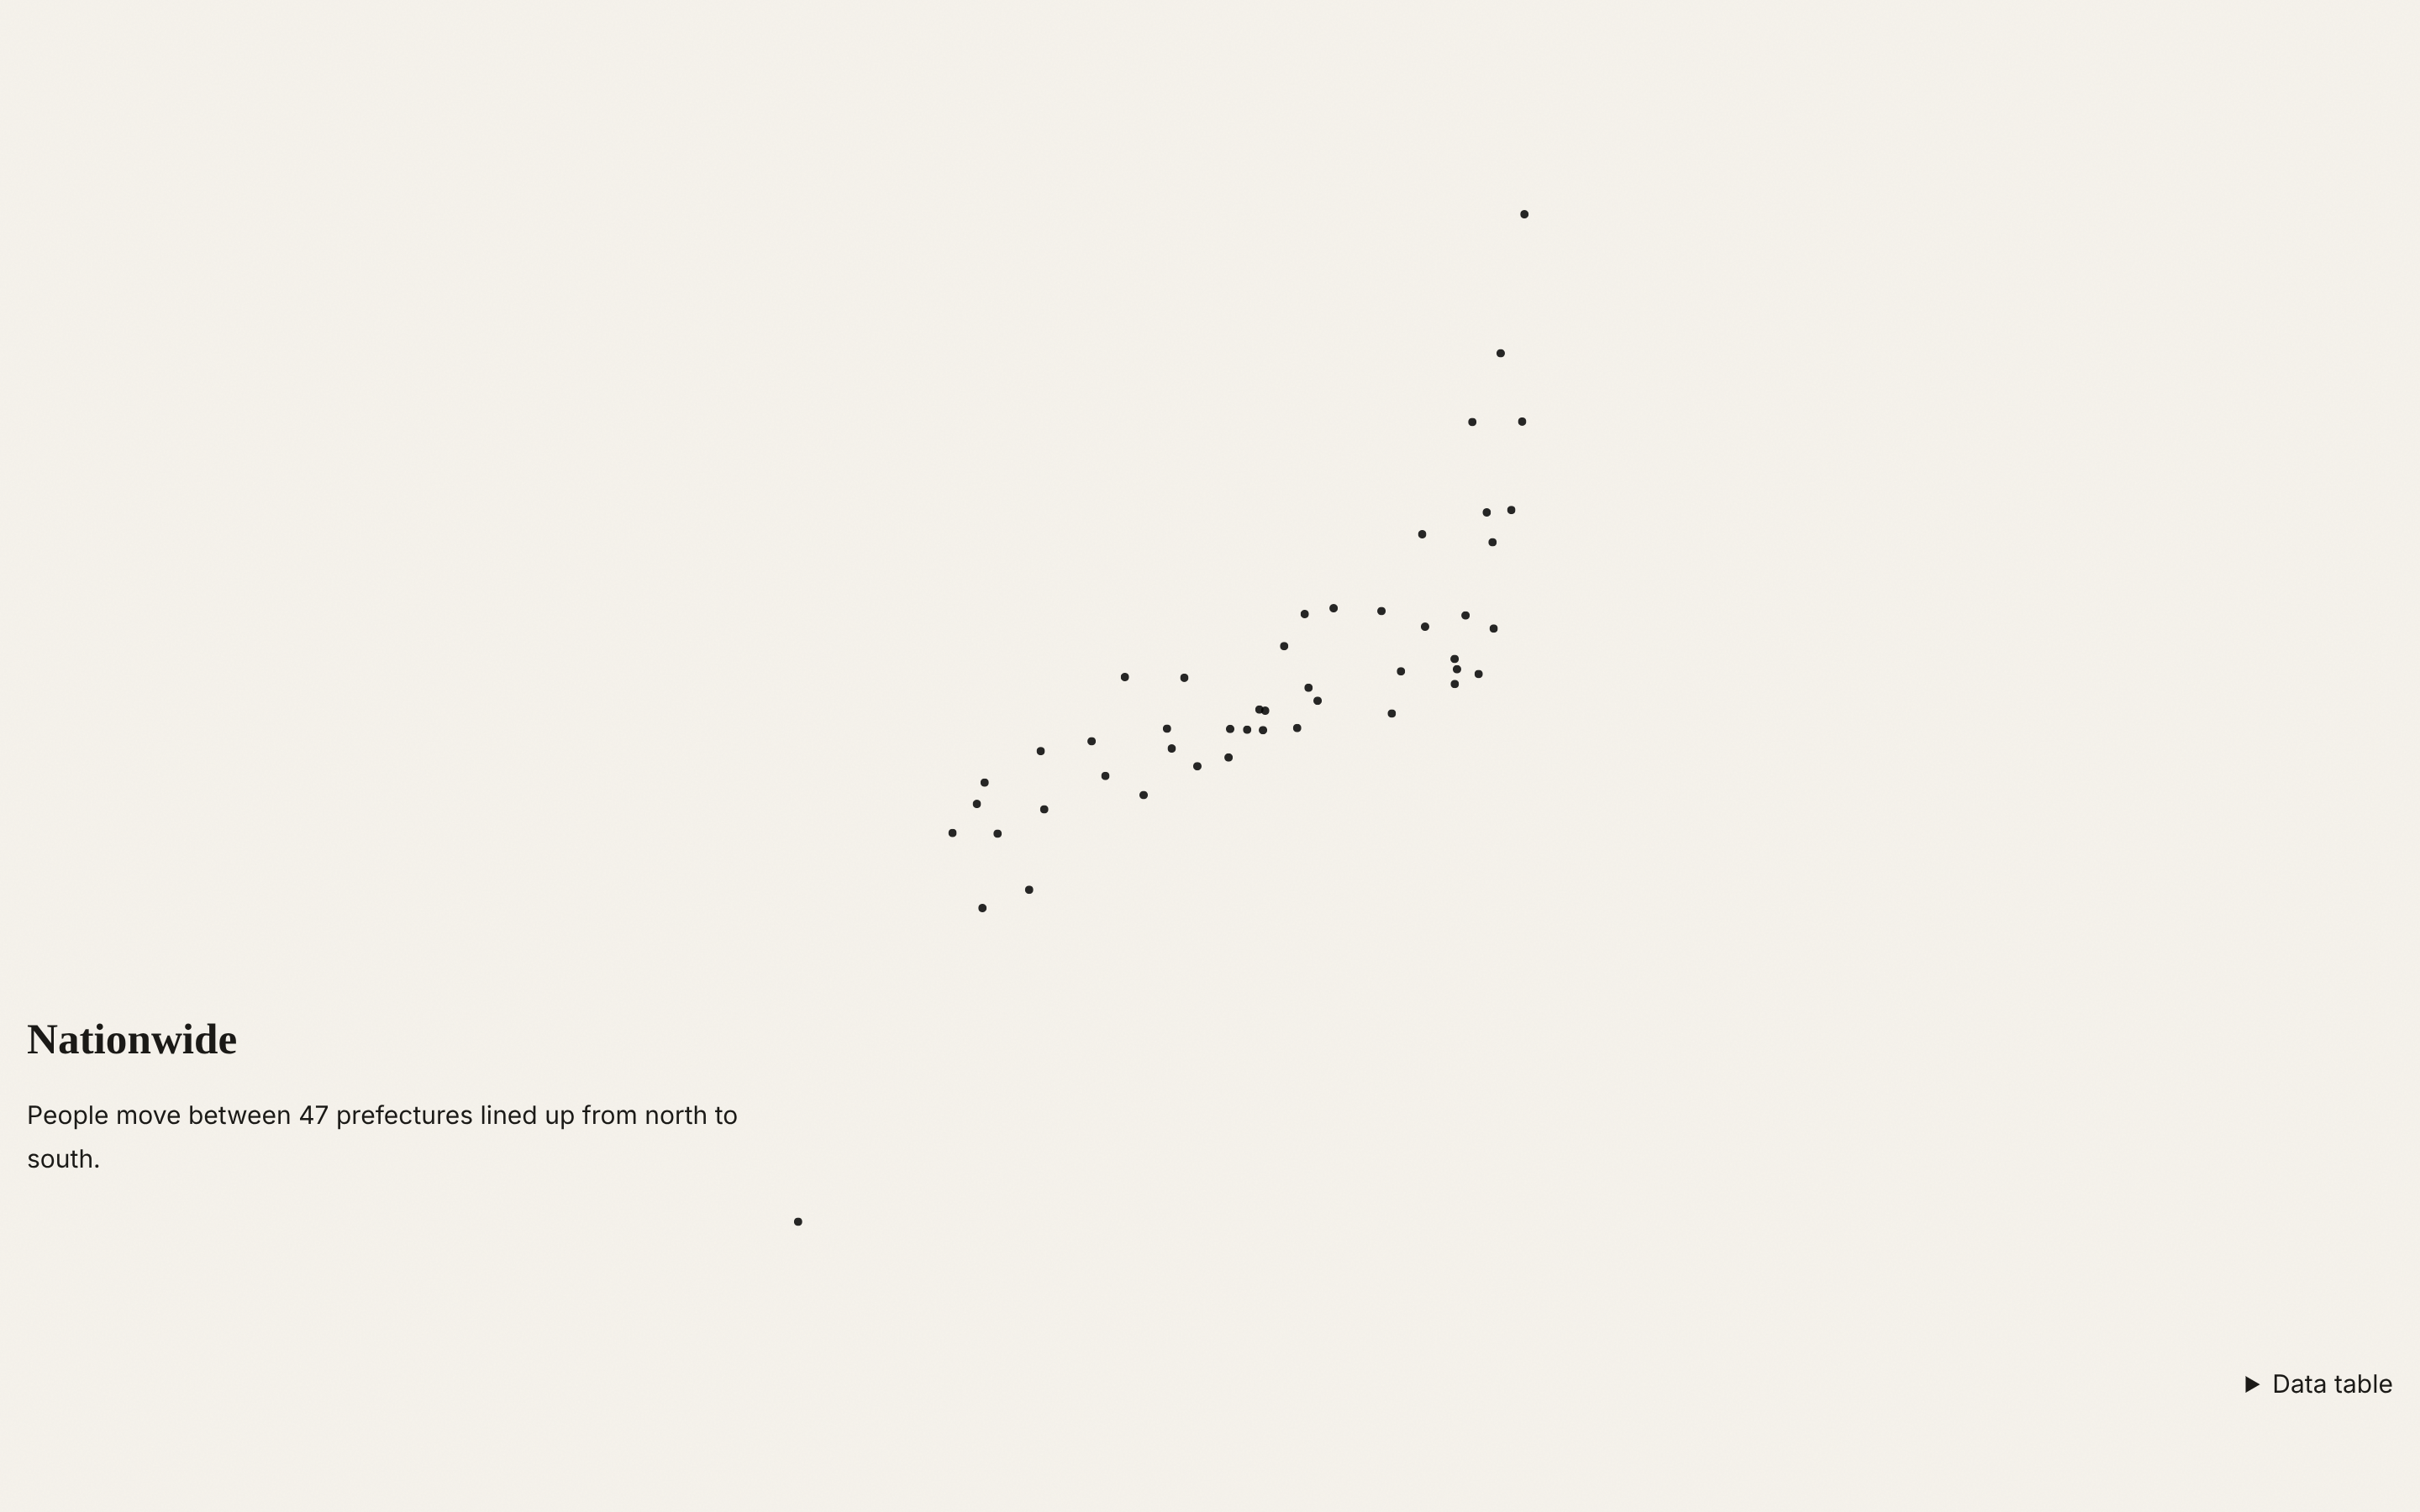 Nationwide
People move between 47 prefectures lined up from north to
south.
Data table